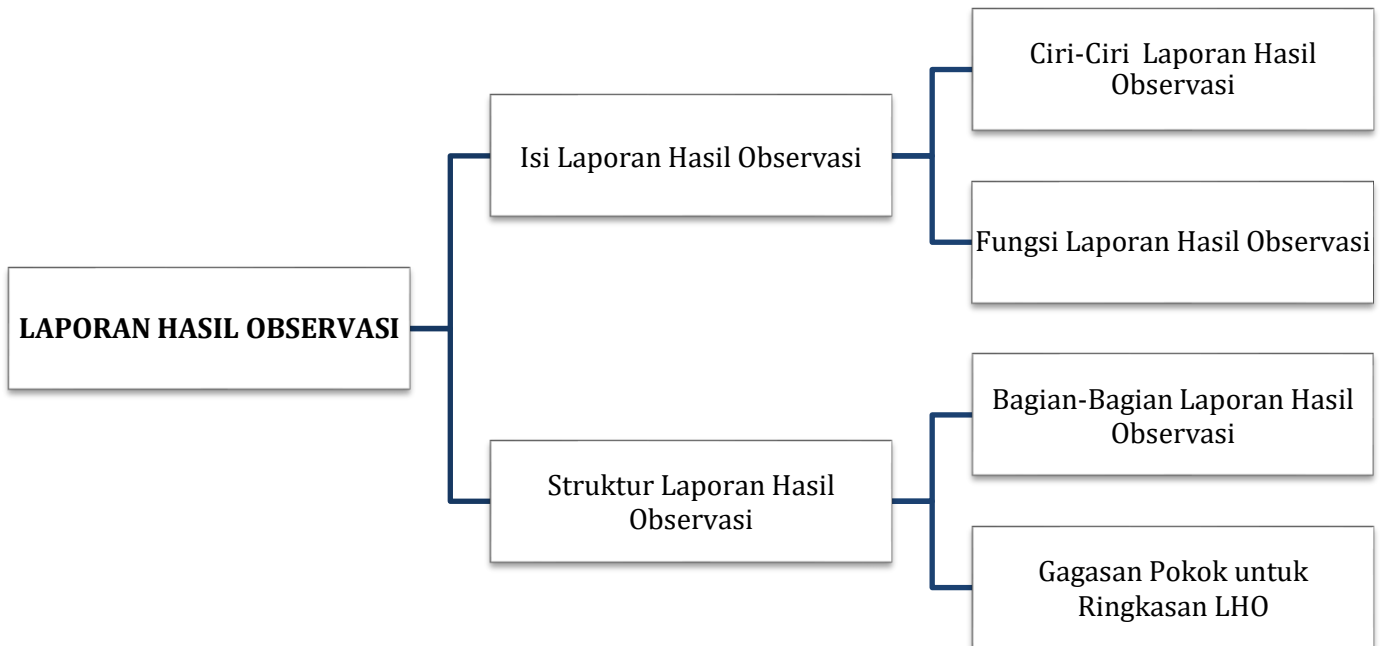 LAPORAN HASIL OBSERVASI
Isi Laporan Hasil Observasi
Ciri-Ciri Laporan Hasil
Observasi
Fungsi Laporan Hasil Observasi
Struktur Laporan Hasil
Observasi
Bagian-Bagian Laporan Hasil
Observasi
Gagasan Pokok untuk
Ringkasan LHO